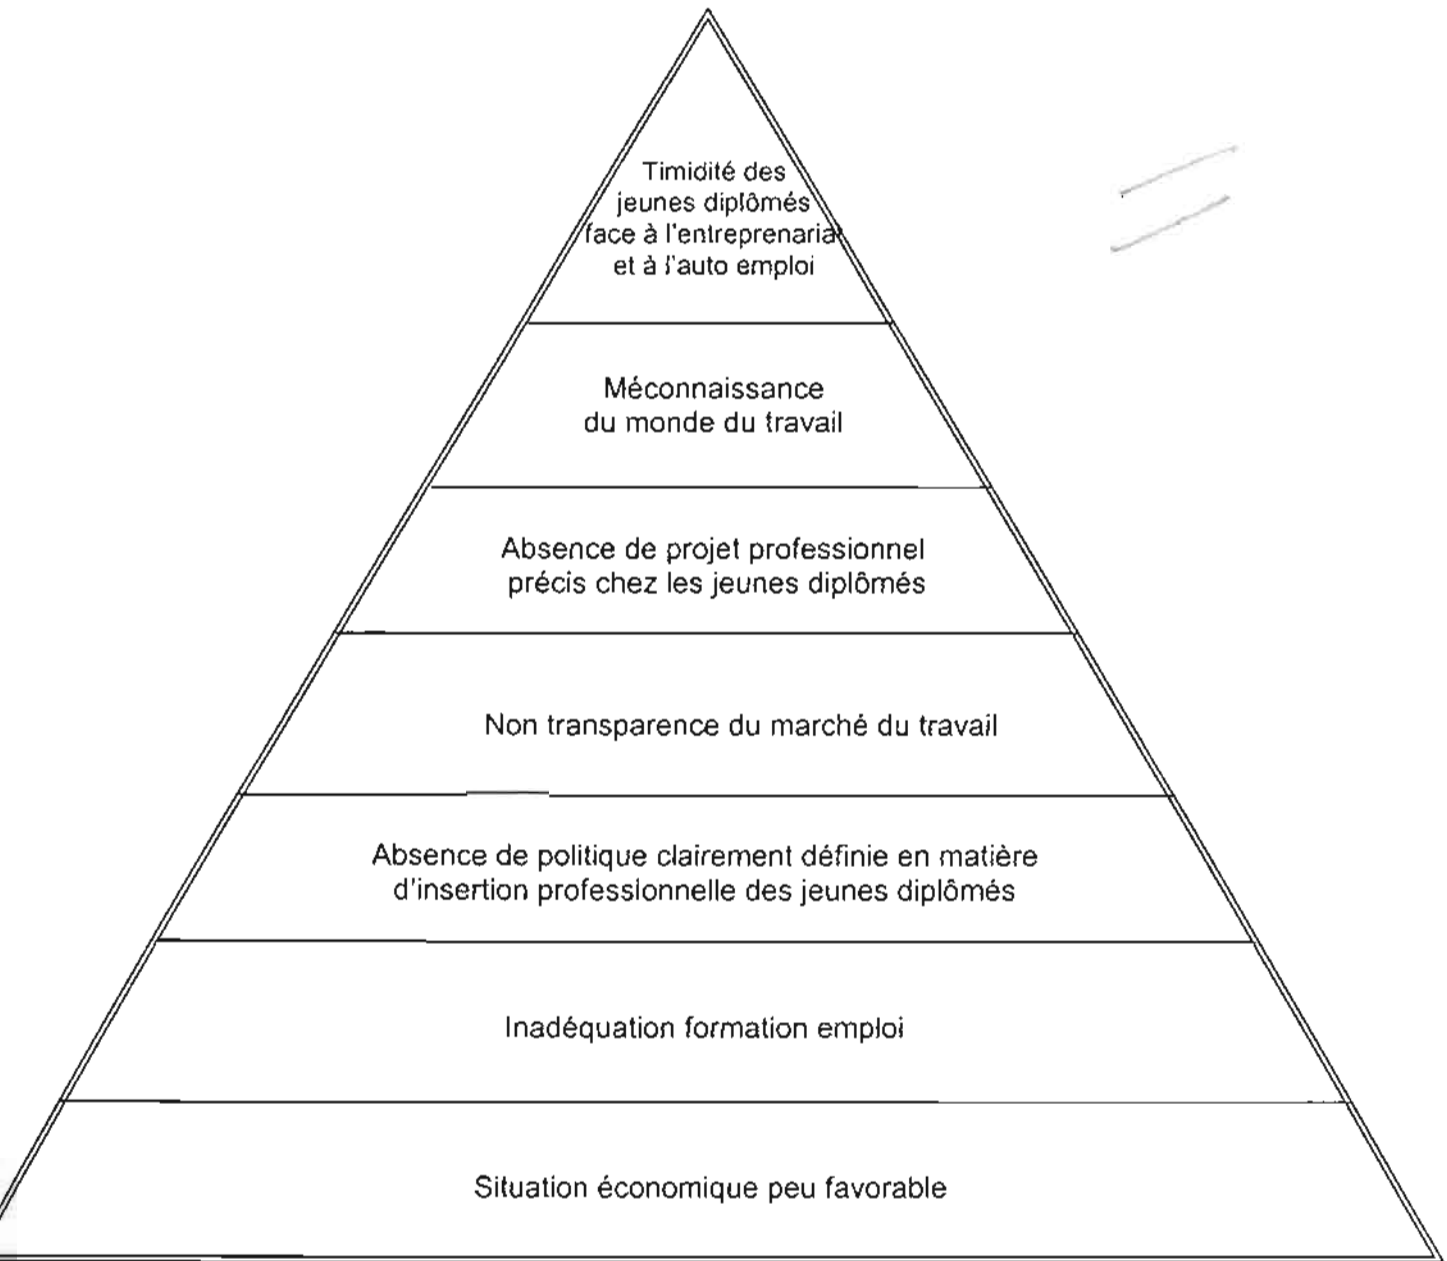 Timidité des
jeunes diplômés
face à l'entreprenariat
et à l'auto emploi
Méconnaissance
du monde du travail
Absence de projet professionnel
précis chez les jeunes diplômés
Non transparence du marché du travail
Absence de politique clairement définie en matière
d'insertion professionnelle des jeunes diplômés
Inadéquation formation emploi
Situation économique peu favorable